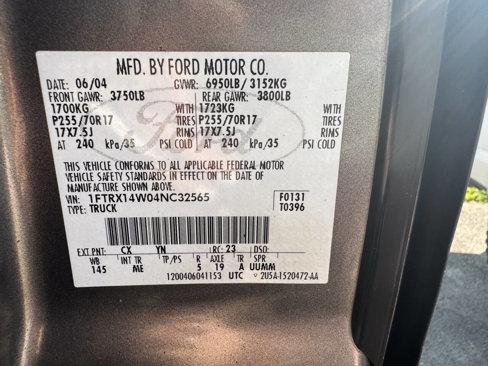 MFD. BY FORD MOTOR CO.
DATE: 06/04 GVWR: 6950LB/ 3152KG
FRONT GAWR: 3750LB REAR GAWR: 3800LB
1700KG WITH 1723KG WITH
P255/70R17 TIRES P255/70R17 TIRES
17X7.5J RIMS 17X7.5J RIMS
AT 240 kPa/35 PSI COLD AT 240 kPa/35 PSI COLD
THIS VEHICLE CONFORMS TO ALL APPLICABLE FEDERAL MOTOR
VEHICLE SAFETY STANDARDS IN EFFECT ON THE DATE OF
MANUFACTURE SHOWN ABOVE.
VIN: 1FTRX14W04NC32565 F0131
TYPE: TRUCK T0396
EXT PNT: CX YN RC: 23 DSO:
WB INT TR TP/PS R AXLE TR SPR
145 ME 5 19 A UUMM
1200406041153 UTC 2U5A-1520472-AA
Ford